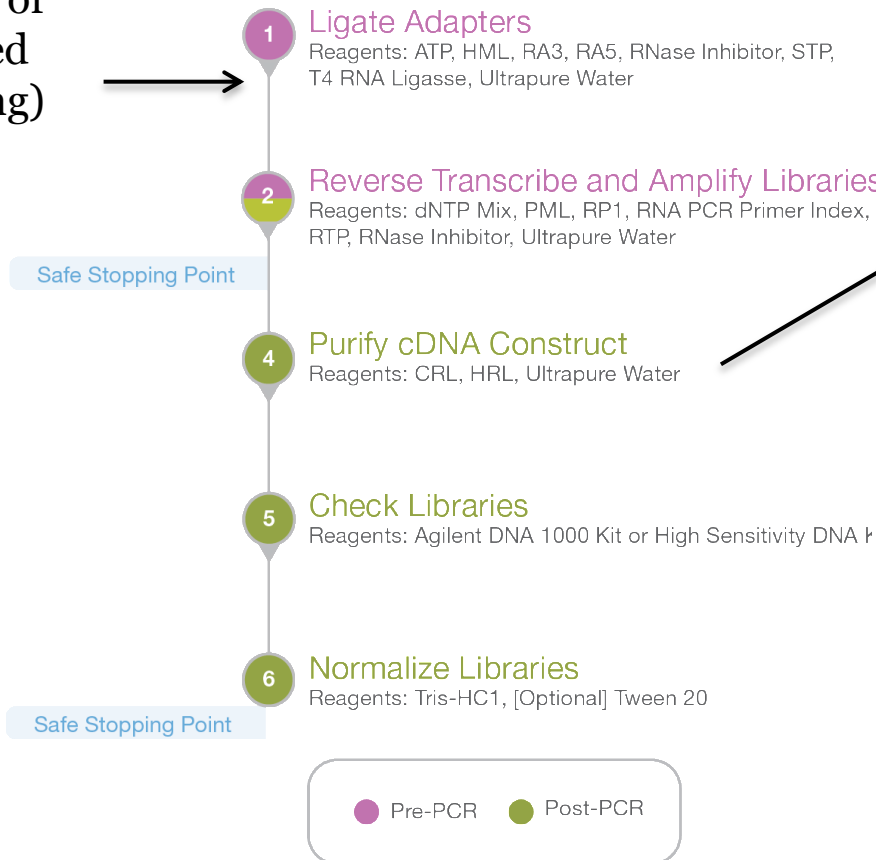 of
1
Ligate Adapters
Reagents: ATP, HML, RA3, RA5, RNase Inhibitor, STP,
T4 RNA Ligasse, Ultrapure Water
2
Reverse Transcribe and Amplify Libraries
Reagents: dNTP Mix, PML, RP1, RNA PCR Primer Index,
RTP, RNase Inhibitor, Ultrapure Water
Safe Stopping Point
4
Purify cDNA Construct
Reagents: CRL, HRL, Ultrapure Water
5
Check Libraries
Reagents: Agilent DNA 1000 Kit or High Sensitivity DNA
6
Normalize Libraries
Reagents: Tris-HC1, [Optional] Tween 20
Safe Stopping Point
Pre-PCR
Post-PCR